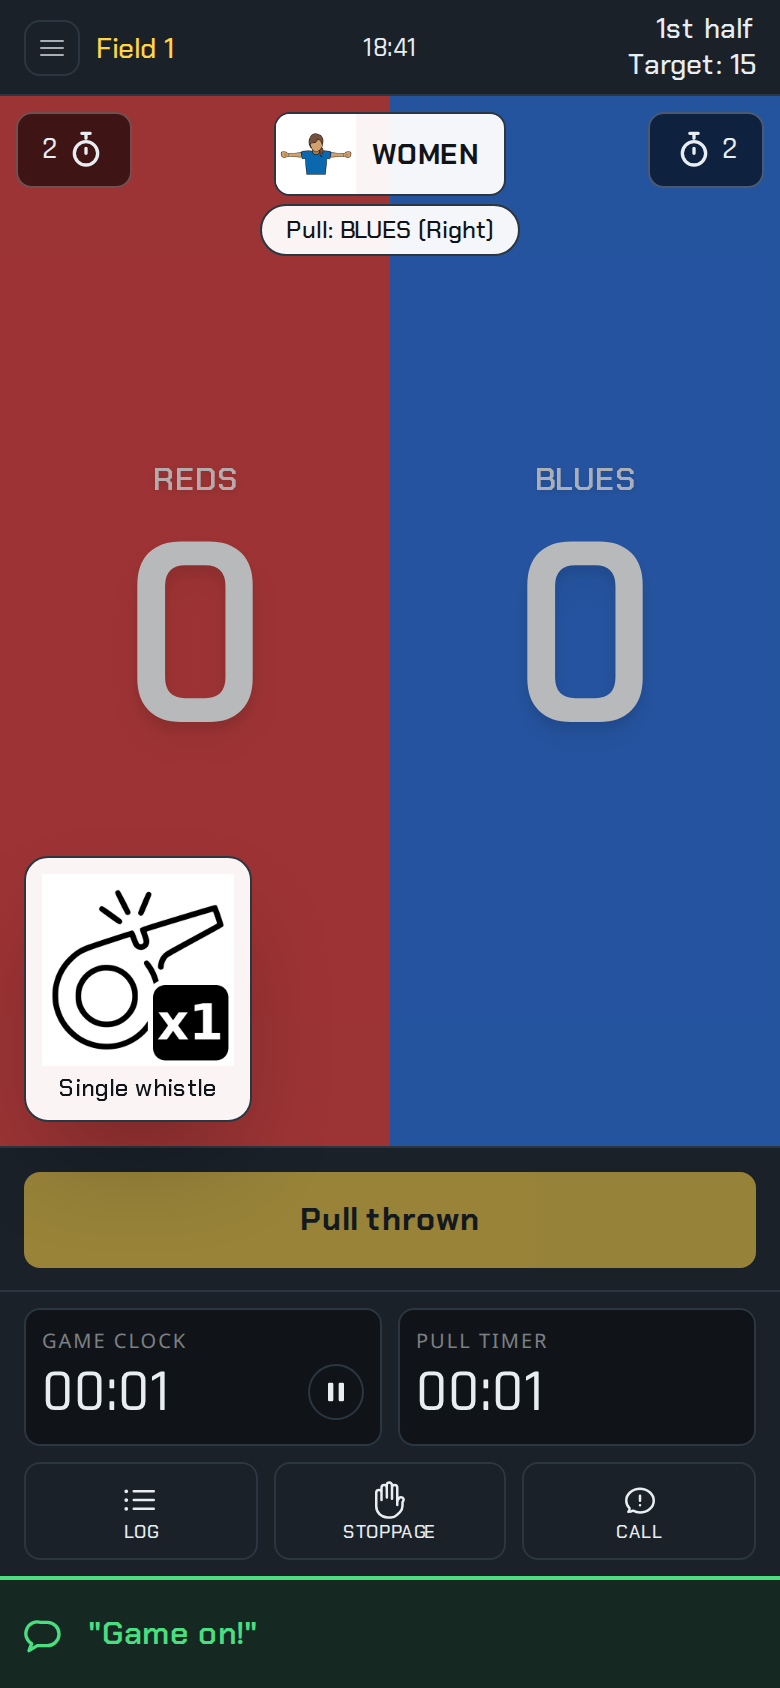 Field 1
18:41
1st half
Target: 15
2
WOMEN
2
Pull: BLUES (Right)
REDS
BLUES
0
0
x1
Single whistle
Pull thrown
GAME CLOCK
00:01
PULL TIMER
00:01
LOG
STOPPAGE
CALL
"Game on!"